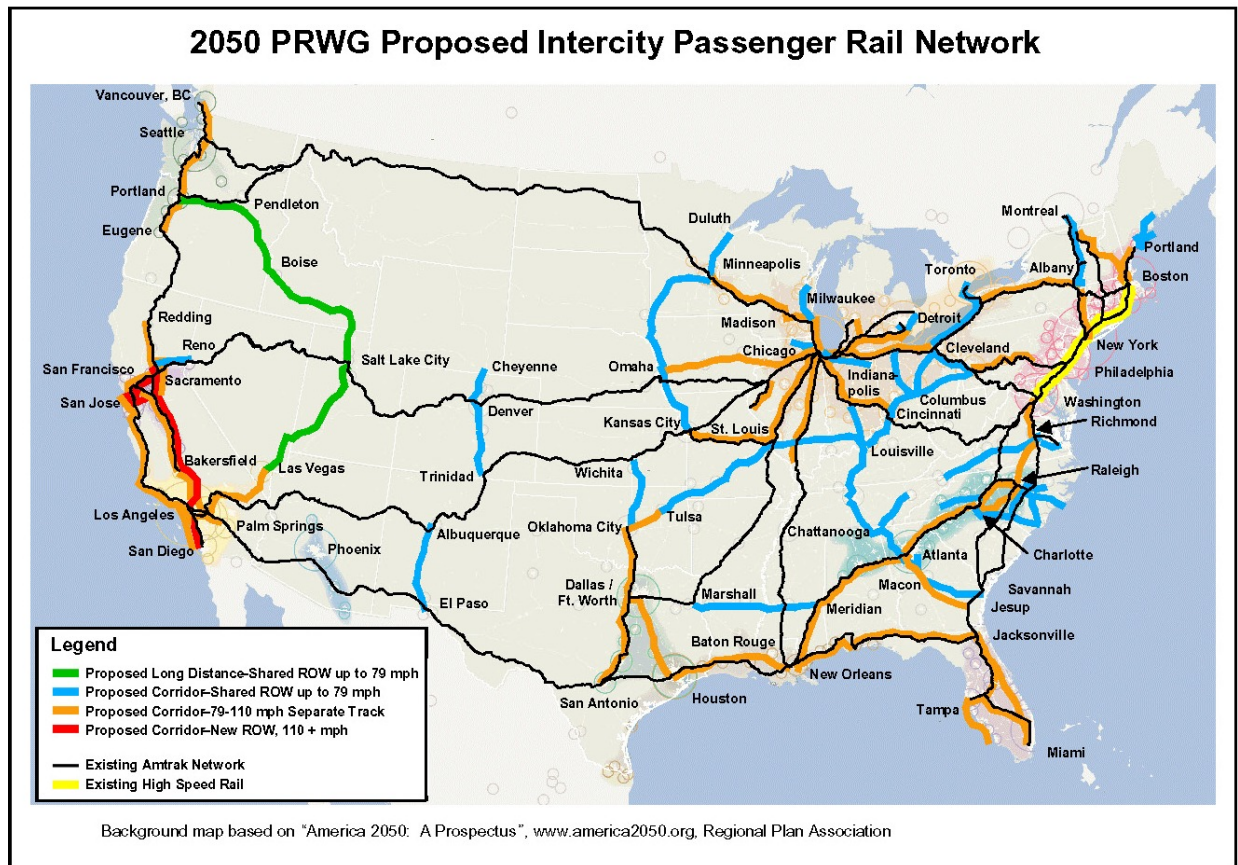 2050 PRWG Proposed Intercity Passenger Rail Network
Vancouver, BC
Seattle
Portland
Pendleton
Eugene
Boise
Duluth
Minneapolis
Montreal
Portland
Toronto
Albany
Boston
Milwaukee
Madison
Detroit
Redding
Reno
San Francisco
Sacramento
San Jose
Salt Lake City
Cheyenne
Denver
Omaha
Chicago
Cleveland
New York
Philadelphia
Indiana-
polis
Columbus
Cincinnati
Washington
Richmond
Kansas City
St. Louis
Louisville
Bakersfield
Las Vegas
Trinidad
Wichita
Raleigh
Los Angeles
Palm Springs
San Diego
Phoenix
Albuquerque
Oklahoma City
Tulsa
Chattanooga
Atlanta
Charlotte
El Paso
Dallas /
Ft. Worth
Marshall
Meridian
Macon
Savannah
Jesup
Jacksonville
Baton Rouge
New Orleans
San Antonio
Houston
Tampa
Miami
Legend
Proposed Long Distance-Shared ROW up to 79 mph
Proposed Corridor-Shared ROW up to 79 mph
Proposed Corridor-79-110 mph Separate Track
Proposed Corridor-New ROW, 110 + mph
Existing Amtrak Network
Existing High Speed Rail
Background map based on "America 2050: A Prospectus", www.america2050.org, Regional Plan Association